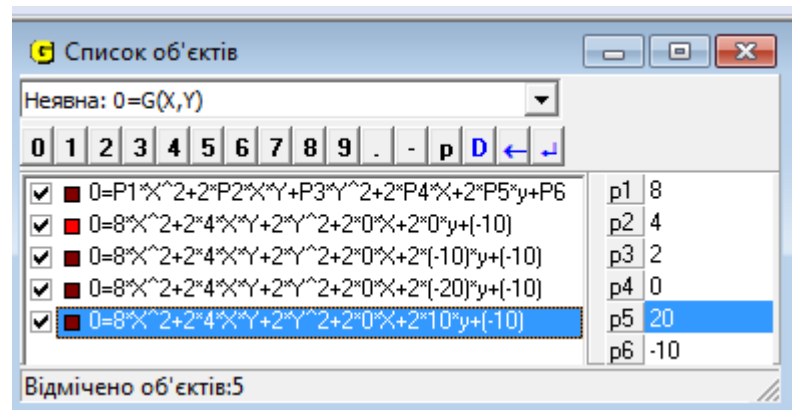 Список об'єктів
Неявна: 0=G(X,Y)
0 1 2 3 4 5 6 7 8 9 . - p D ← ↵
0=P1*X^2+2*P2*X*Y+P3*Y^2+2*P4*X+2*P5*y+P6
0=8*X^2+2*4*X*Y+2*Y^2+2*0*X+2*0*y+(-10)
0=8*X^2+2*4*X*Y+2*Y^2+2*0*X+2*(-10)*y+(-10)
0=8*X^2+2*4*X*Y+2*Y^2+2*0*X+2*(-20)*y+(-10)
0=8*X^2+2*4*X*Y+2*Y^2+2*0*X+2*10*y+(-10)
p1 8
p2 4
p3 2
p4 0
p5 20
p6 -10
Відмічено об'єктів:5